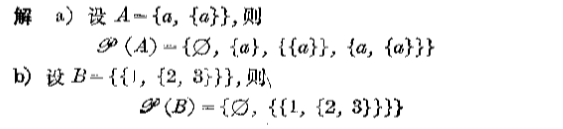 解 a) 设 A={a, {a}}, 则
𝒫(A)={∅, {a}, {{a}}, {a, {a}}}
b) 设 B={{1, {2, 3}}}, 则
𝒫(B)={∅, {{1, {2, 3}}}}